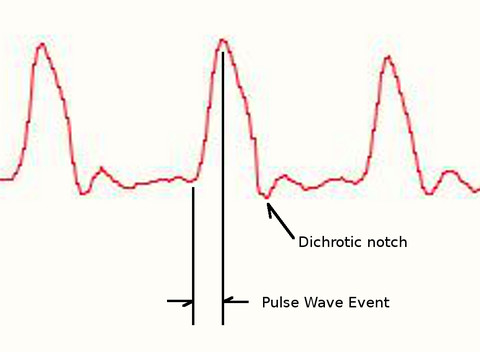 Dichrotic notch
Pulse Wave Event